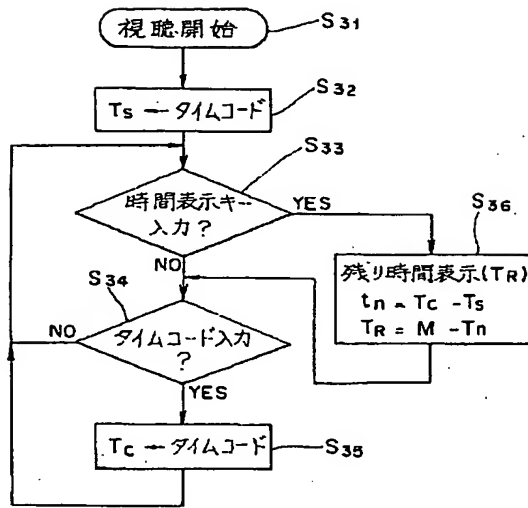 視聴開始
S31
Ts ← タイムコード
S32
時間表示キー
入力?
S33
YES
NO
残り時間表示(TR)
tn = Tc - Ts
TR = M - Tn
S36
タイムコード入力
?
S34
NO
YES
Tc ← タイムコード
S35